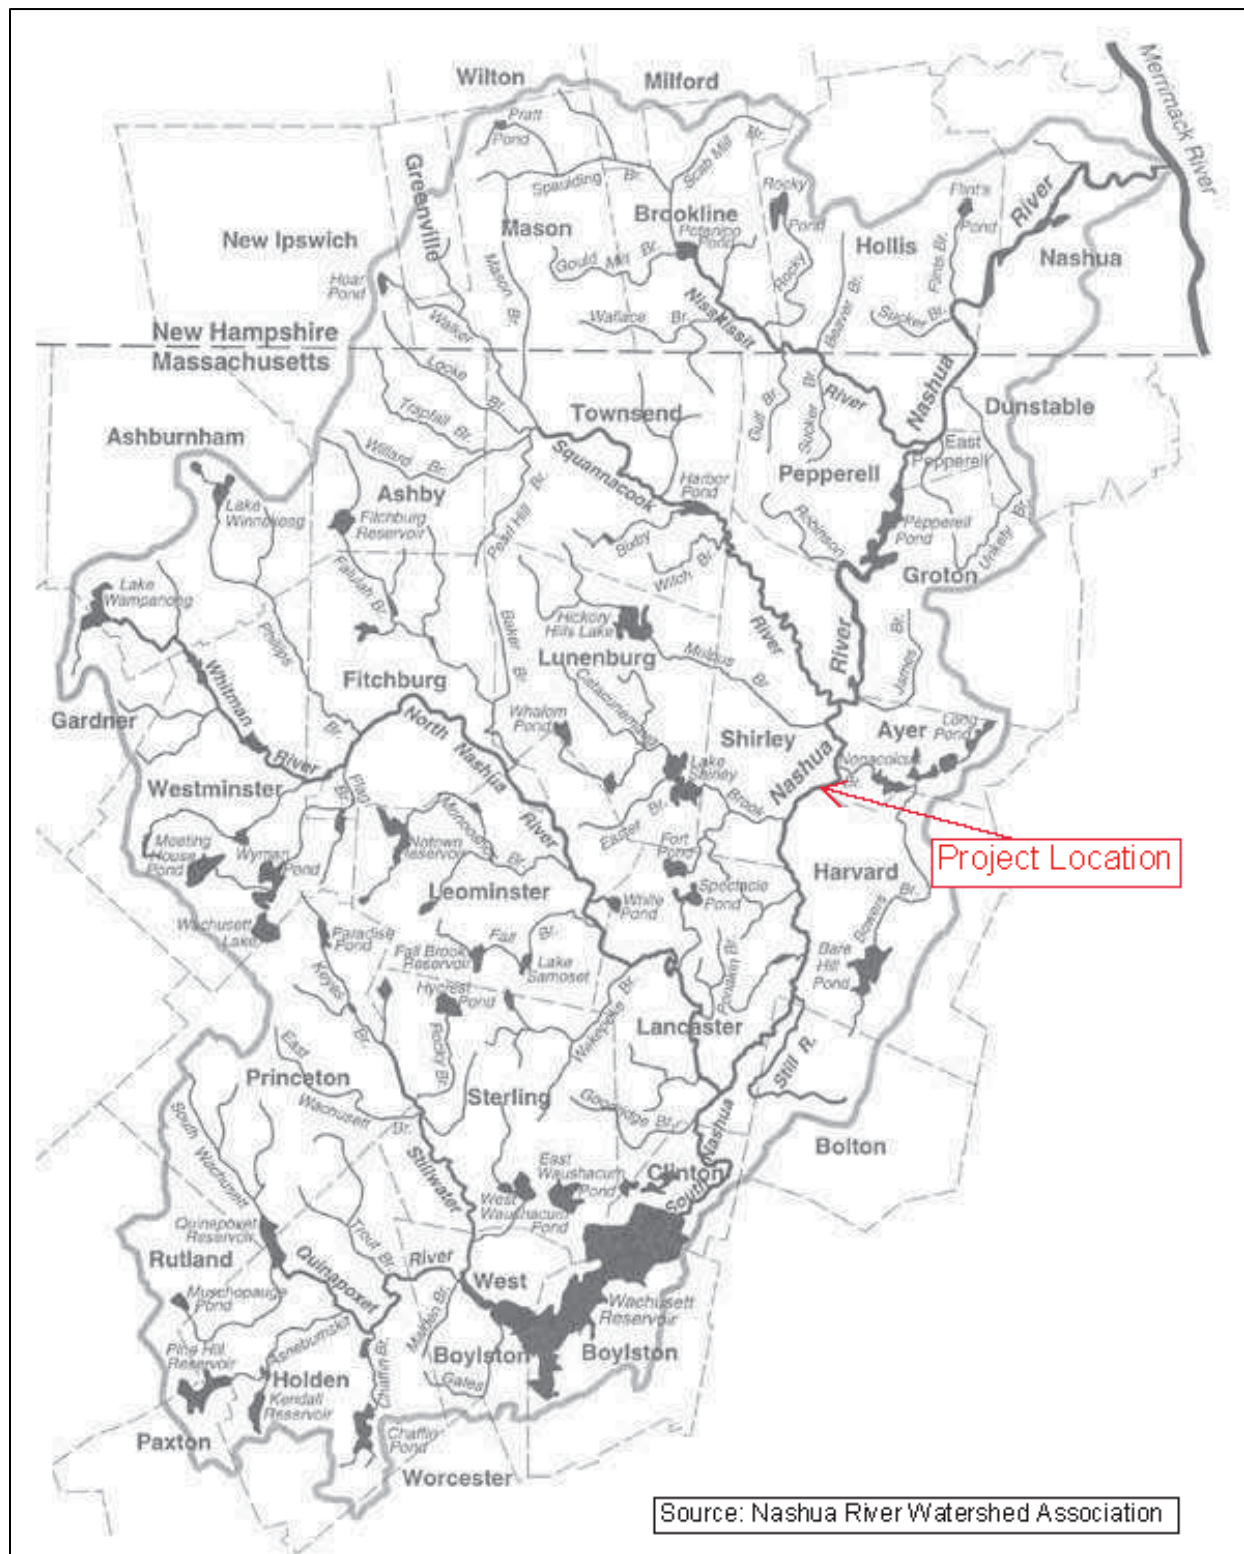 Wilton
Milford
Merrimack River
Pratt
Pond
Scab Mill
Br.
Greenville
Spaulding
Br.
Rocky
Pond
Flint's
Pond
River
Mason
Brookline
Potanipo
Pond
Hollis
Nashua
New Ipswich
Hoar
Pond
Mason
Br.
Gould
Mill
Br.
Rocky
Beaver Br.
Flints Br.
Nissitissit
Wallace
Br.
Sucker
Br.
New Hampshire
Massachusetts
Walker
Locke
Br.
Nashua
Trapfall
Br.
Townsend
Gulf
Br.
Sucker
Br.
River
Dunstable
Ashburnham
Willard
Br.
Squannacook
East
Pepperell
Pepperell
Lake
Ashby
Fitchburg
Reservoir
Harbor
Pond
Pearl Hill
Br.
Robinson
Pepperell
Pond
Unkety
Br.
Witch
Br.
Groton
Lake
Wampanoag
Falulah Br.
Phillips
Br.
Baker
Br.
Hickory
Hills Lake
Lunenburg
Mulpus
Br.
River
River
James
Br.
Whitman
River
Fitchburg
Gardner
Whalom
Pond
North
Nashua
River
Shirley
Ayer
Long
Pond
Lake
Shirley
Nashua
Br.
Westminster
Flag
Br.
Monoosnoc
Br.
Easter
Br.
Brook
Meeting
House
Pond
Wyman
Pond
Notown
Reservoir
Fort
Pond
Project Location
Harvard
Leominster
White
Pond
Spectacle
Pond
Bowers
Br.
Wachusett
Lake
Paradise
Pond
Fall Brook
Reservoir
Fall
Br.
Lake
Samoset
Bare
Hill
Pond
Keyes
Br.
Hycrest
Pond
Ponakin Br.
Wekepeke
Br.
Lancaster
Rocky Br.
Still R.
East
Wachusett
Br.
Princeton
Sterling
Goodridge
Br.
South
Nashua
South
Wachusett
Stillwater
River
East
Waushacum
Pond
Clinton
Bolton
West
Waushacum
Pond
Quinapoxet
Reservoir
Trout
Br.
Rutland
Quinapoxet
West
Boylston
Muschopauge
Pond
Malden Br.
Wachusett
Reservoir
Pine Hill
Reservoir
Asnebumskit
Boylston
Holden
Chaffin Br.
Gates
Kendall
Reservoir
Paxton
Chaffin
Pond
Worcester
Source: Nashua River Watershed Association